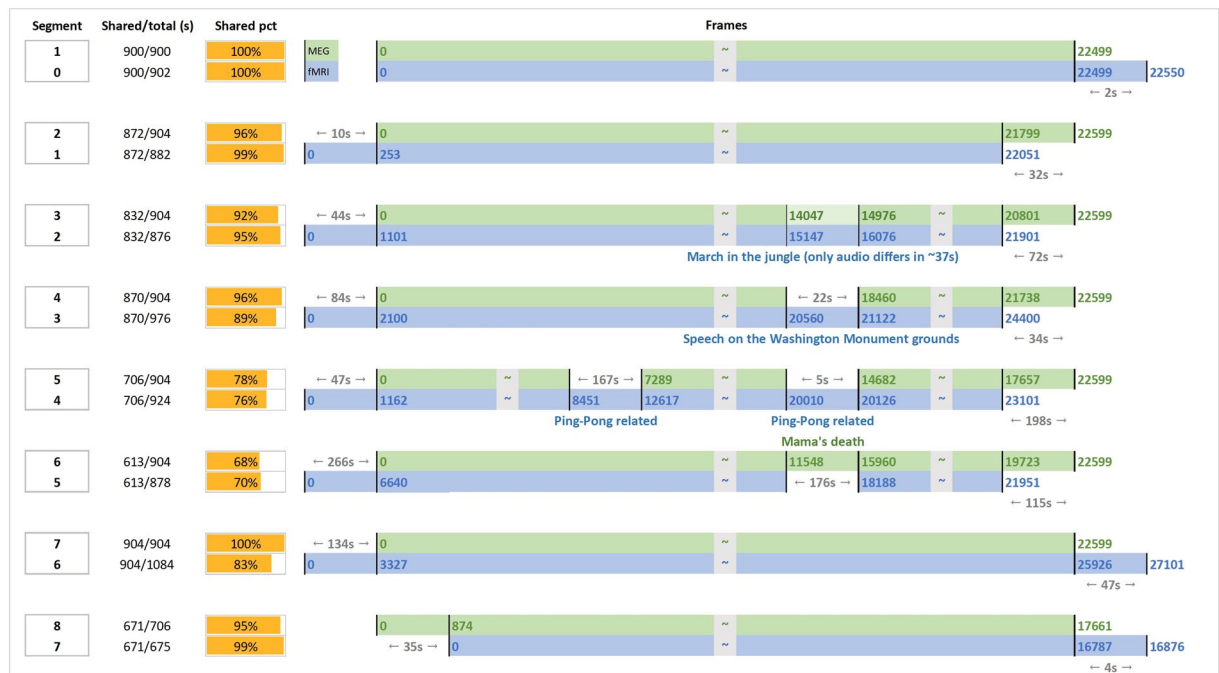 Segment Shared/total (s) Shared pct Frames
1 900/900 100% MEG 0 ~ 22499
0 900/902 100% fMRI 0 ~ 22499 22550
← 2s →
2 872/904 96% ← 10s → 0 ~ 21799 22599
1 872/882 99% 0 253 ~ 22051
← 32s →
3 832/904 92% ← 44s → 0 ~ 14047 14976 ~ 20801 22599
2 832/876 95% 0 1101 ~ 15147 16076 ~ 21901
March in the jungle (only audio differs in ~37s) ← 72s →
4 870/904 96% ← 84s → 0 ~ ← 22s → 18460 ~ 21738 22599
3 870/976 89% 0 2100 ~ 20560 21122 ~ 24400
Speech on the Washington Monument grounds ← 34s →
5 706/904 78% ← 47s → 0 ~ ← 167s → 7289 ~ ← 5s → 14682 ~ 17657 22599
4 706/924 76% 0 1162 ~ 8451 12617 ~ 20010 20126 ~ 23101
Ping-Pong related Ping-Pong related ← 198s →
Mama's death
6 613/904 68% ← 266s → 0 ~ 11548 15960 ~ 19723 22599
5 613/878 70% 0 6640 ~ ← 176s → 18188 ~ 21951
← 115s →
7 904/904 100% ← 134s → 0 ~ 22599
6 904/1084 83% 0 3327 ~ 25926 27101
← 47s →
8 671/706 95% 0 874 ~ 17661
7 671/675 99% ← 35s → 0 ~ 16787 16876
← 4s →